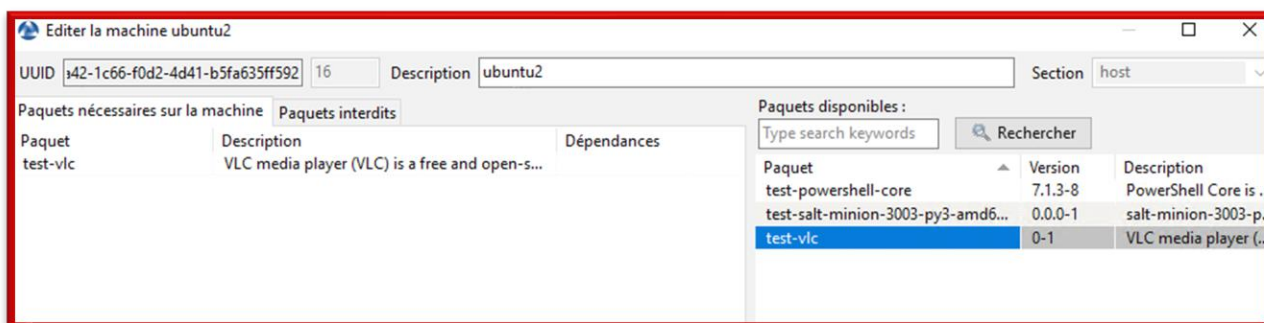 Editer la machine ubuntu2
UUID 342-1c66-f0d2-4d41-b5fa635ff592 16 Description ubuntu2 Section host
Paquets nécessaires sur la machine Paquets interdits
Paquet Description Dépendances
test-vlc VLC media player (VLC) is a free and open-s...
Paquets disponibles :
Type search keywords Rechercher
Paquet Version Description
test-powershell-core 7.1.3-8 PowerShell Core is .
test-salt-minion-3003-py3-amd6... 0.0.0-1 salt-minion-3003-p.
test-vlc 0-1 VLC media player (..